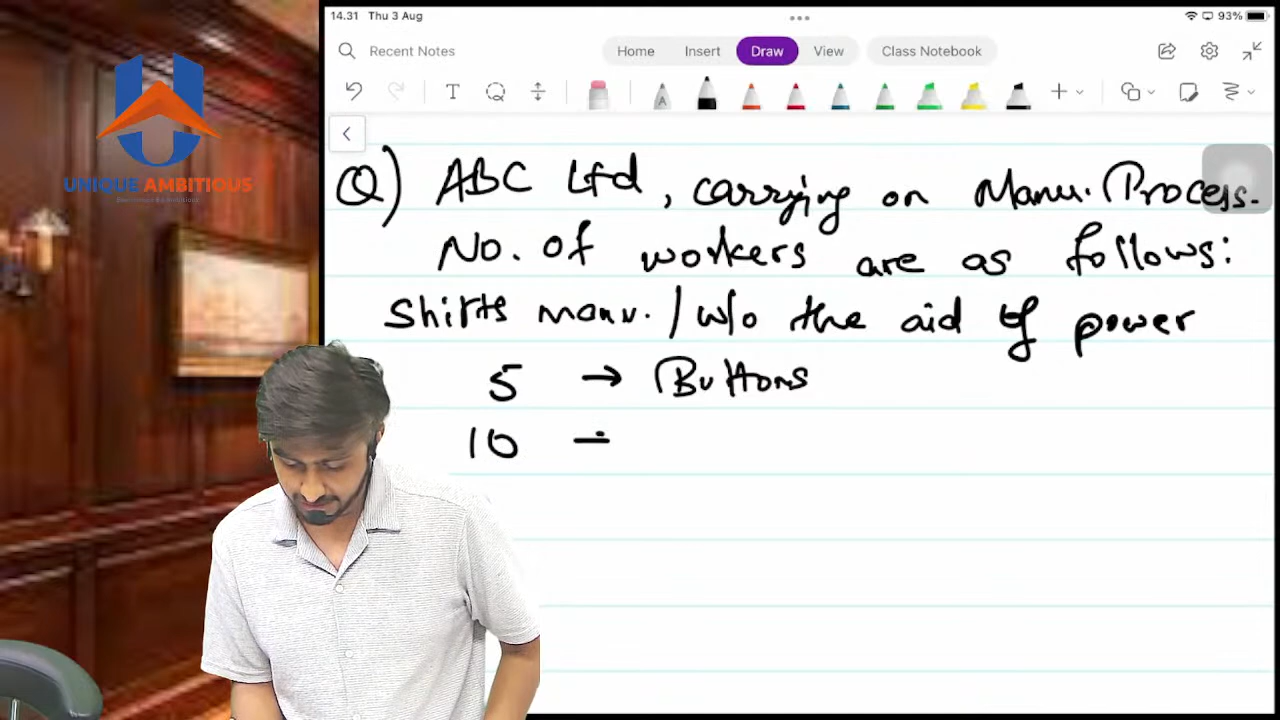 14.31 Thu 3 Aug
93%
Recent Notes
Home Insert Draw View Class Notebook
UNIQUE AMBITIOUS
Q) ABC Ltd, carrying on Manu. Process.
No. of workers are as follows:
Shirts manu. / w/o the aid of power
5 → Buttons
10